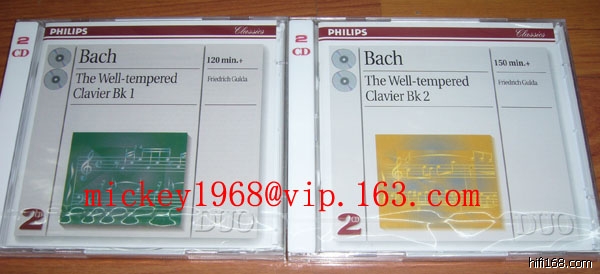 2
CD
PHILIPS
Classics
Bach
120 min.+
The Well-tempered
Clavier Bk 1
Friedrich Gulda
2
CD
DUO
2
CD
PHILIPS
Classics
Bach
150 min.+
The Well-tempered
Clavier Bk 2
Friedrich Gulda
2
CD
DUO
mickey1968@vip.163.com
hifi168.com